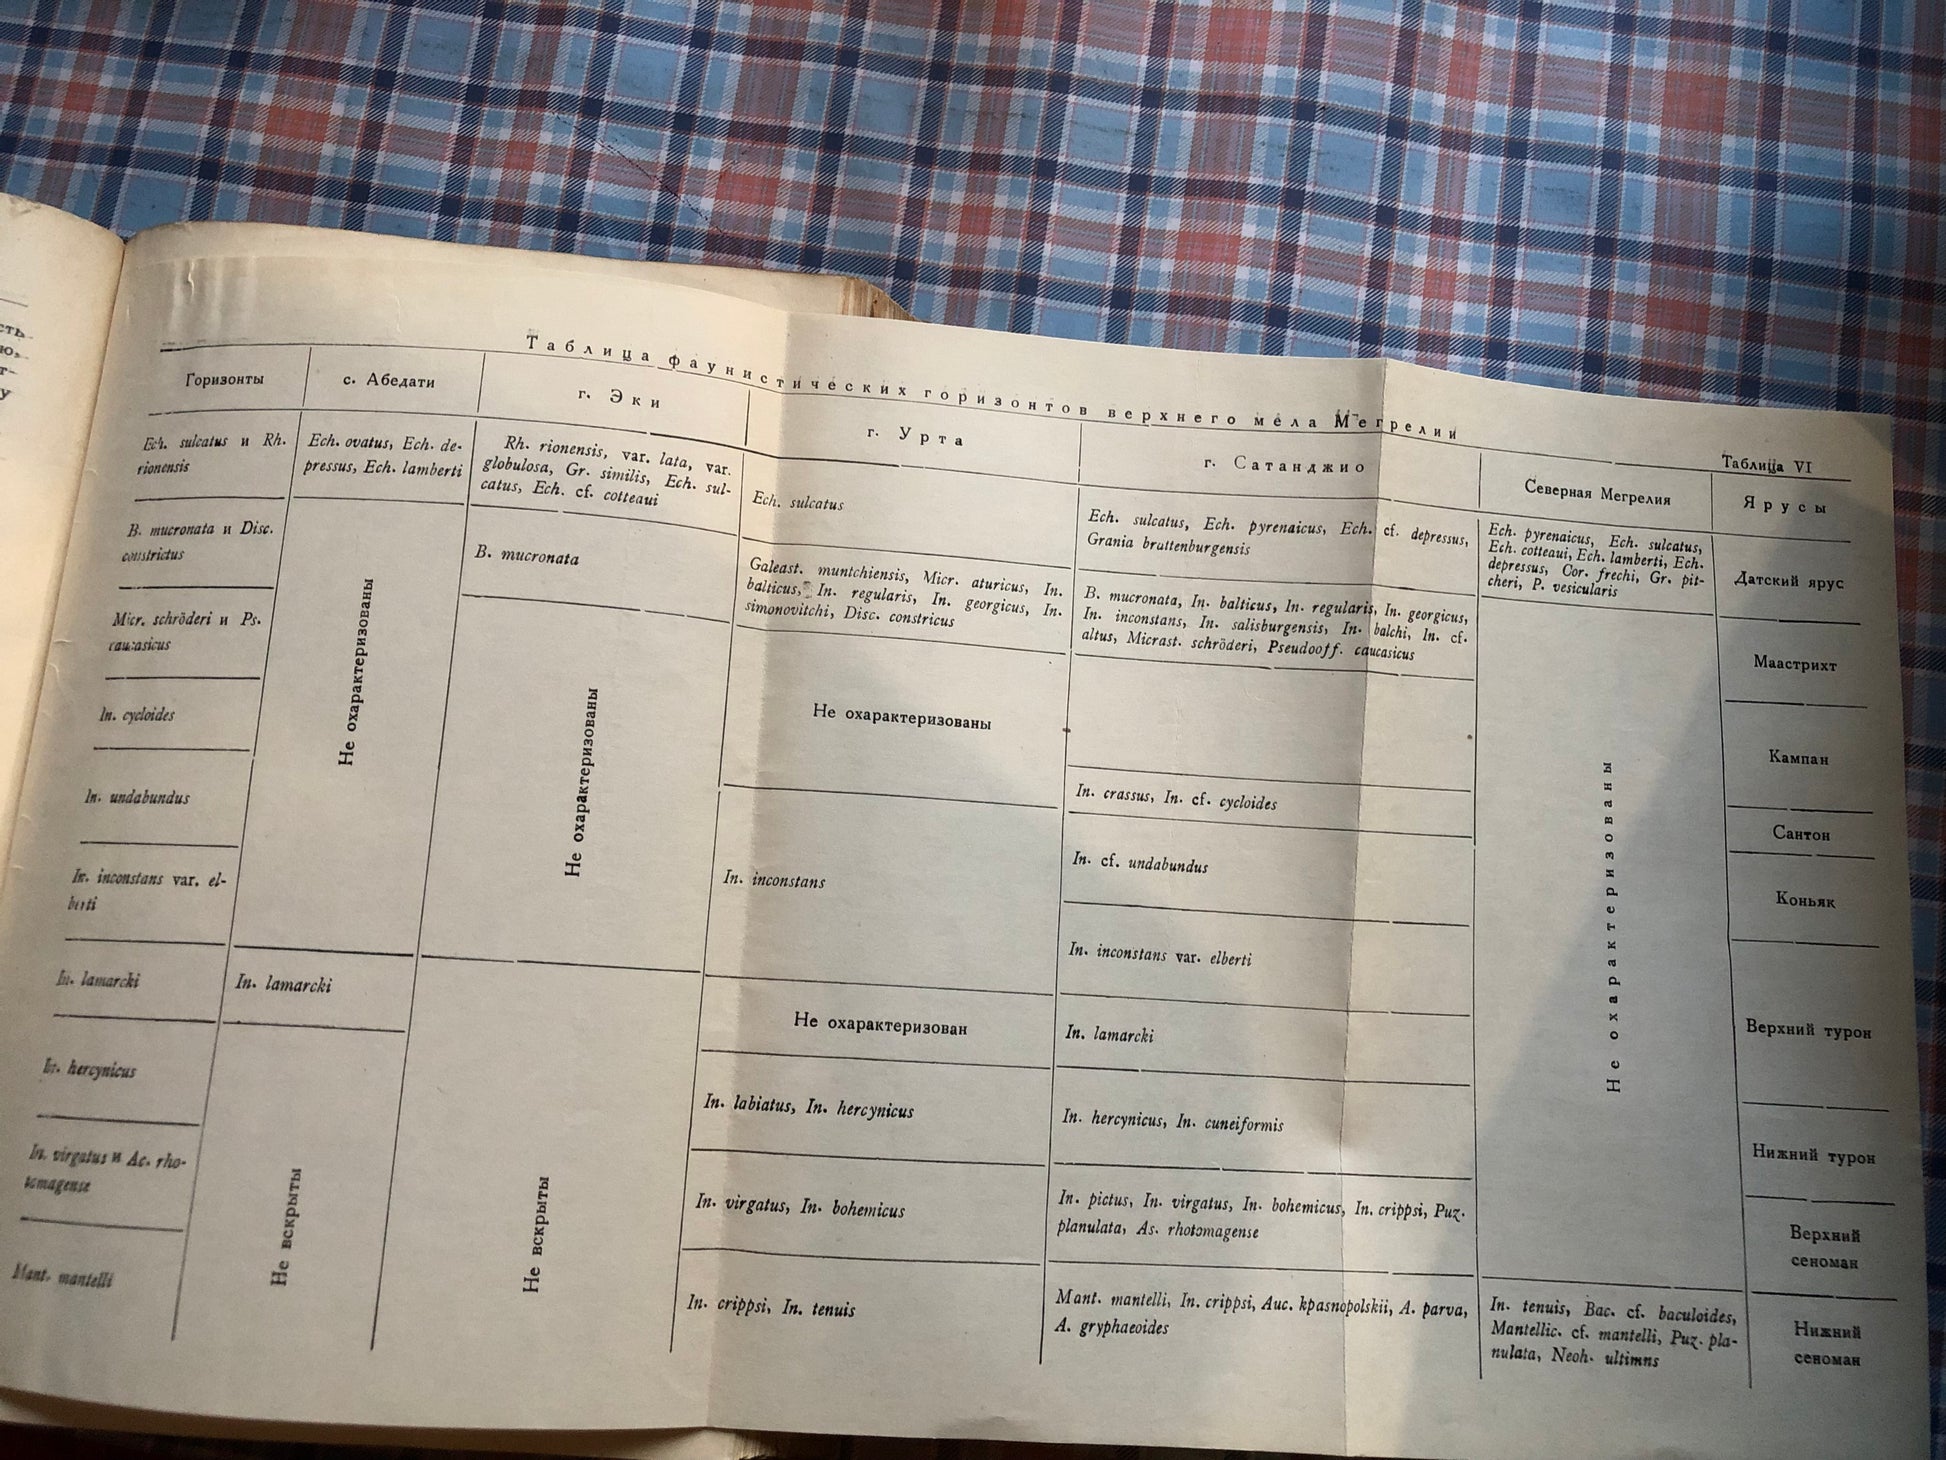 сть
ю,
т-
у
Таблица фаунистических горизонтов верхнего мела Мегрелии
Таблица VI
Горизонты
с. Абедати
г. Эки
г. Урта
г. Сатанджио
Северная Мегрелия
Ярусы
Ech. sulcatus и Rh.
rionensis
Ech. ovatus, Ech. de-
pressus, Ech. lamberti
Rh. rionensis, var. lata, var.
globulosa, Gr. similis, Ech. sul-
catus, Ech. cf. cotteaui
Ech. sulcatus
Ech. sulcatus, Ech. pyrenaicus, Ech. cf. depressus,
Grania brattenburgensis
Ech. pyrenaicus, Ech. sulcatus,
Ech. cotteaui, Ech. lamberti, Ech.
depressus, Cor. frechi, Gr. pit-
cheri, P. vesicularis
Датский ярус
B. mucronata и Disc.
constrictus
Не охарактеризованы
B. mucronata
Galeast. muntchiensis, Micr. aturicus, In.
balticus, In. regularis, In. georgicus, In.
simonovitchi, Disc. constricus
B. mucronata, In. balticus, In. regularis, In. georgicus,
In. inconstans, In. salisburgensis, In. balchi, In. cf.
altus, Micrast. schröderi, Pseudooff. caucasicus
Не охарактеризованы
Маастрихт
Micr. schröderi и Ps.
caucasicus
Не охарактеризованы
Не охарактеризованы
Кампан
In. cycloides
In. crassus, In. cf. cycloides
Сантон
In. undabundus
In. inconstans
In. cf. undabundus
Коньяк
In. inconstans var. el-
berti
In. inconstans var. elberti
In. lamarcki
In. lamarcki
Не охарактеризован
In. lamarcki
Верхний турон
In. hercynicus
Не вскрыты
Не вскрыты
In. labiatus, In. hercynicus
In. hercynicus, In. cuneiformis
Нижний турон
In. virgatus и Ac. rho-
tomagense
In. virgatus, In. bohemicus
In. pictus, In. virgatus, In. bohemicus, In. crippsi, Puz.
planulata, As. rhotomagense
Верхний
сеноман
Mant. mantelli
In. crippsi, In. tenuis
Mant. mantelli, In. crippsi, Auc. kpasnopolskii, A. parva,
A. gryphaeoides
In. tenuis, Bac. cf. baculoides,
Mantellic. cf. mantelli, Puz. pla-
nulata, Neoh. ultimns
Нижний
сеноман